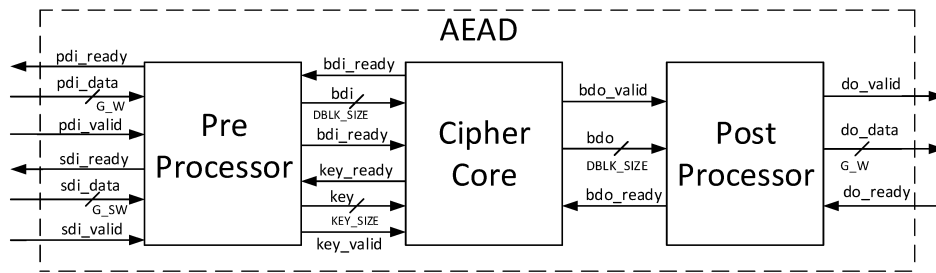 AEAD
pdi_ready
pdi_data
G_W
pdi_valid
sdi_ready
sdi_data
G_SW
sdi_valid
Pre
Processor
bdi_ready
bdi
DBLK_SIZE
bdi_ready
key_ready
key
KEY_SIZE
key_valid
Cipher
Core
bdo_valid
bdo
DBLK_SIZE
bdo_ready
Post
Processor
do_valid
do_data
G_W
do_ready